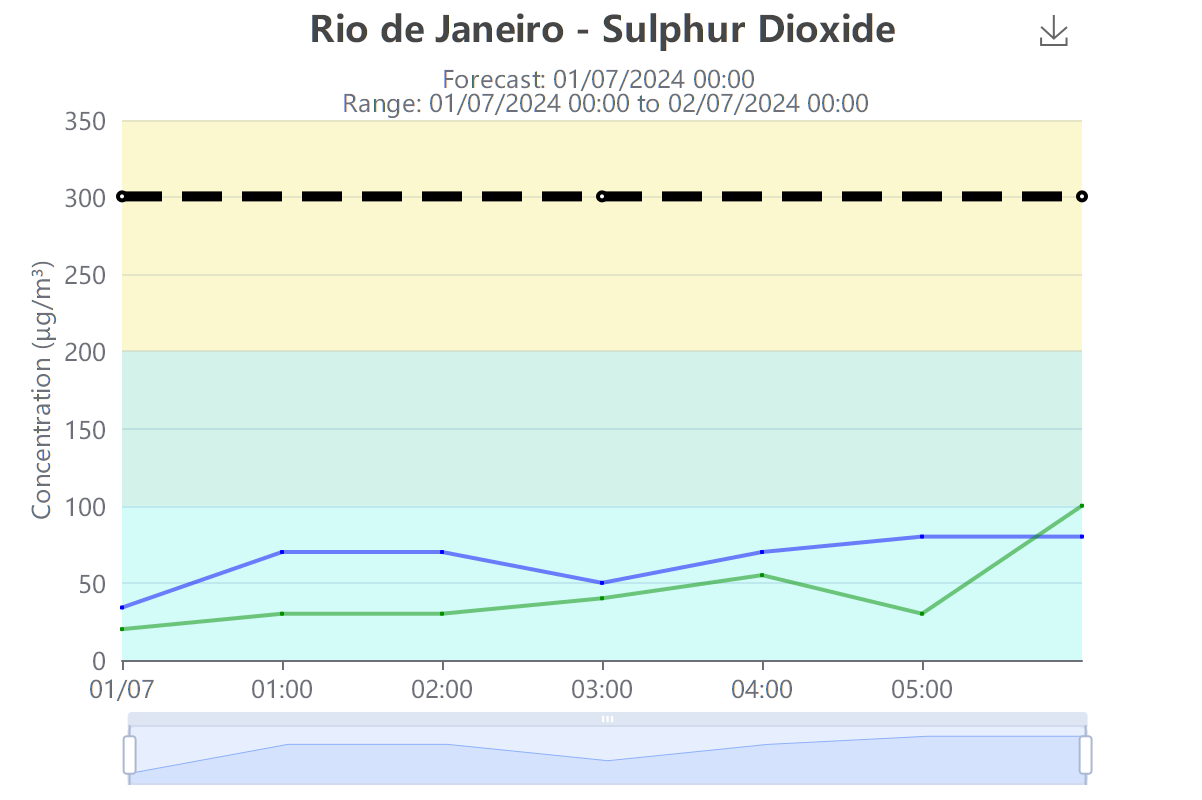 Rio de Janeiro - Sulphur Dioxide
Forecast: 01/07/2024 00:00
Range: 01/07/2024 00:00 to 02/07/2024 00:00
Concentration (µg/m³)
350
300
250
200
150
100
50
0
01/07 01:00 02:00 03:00 04:00 05:00